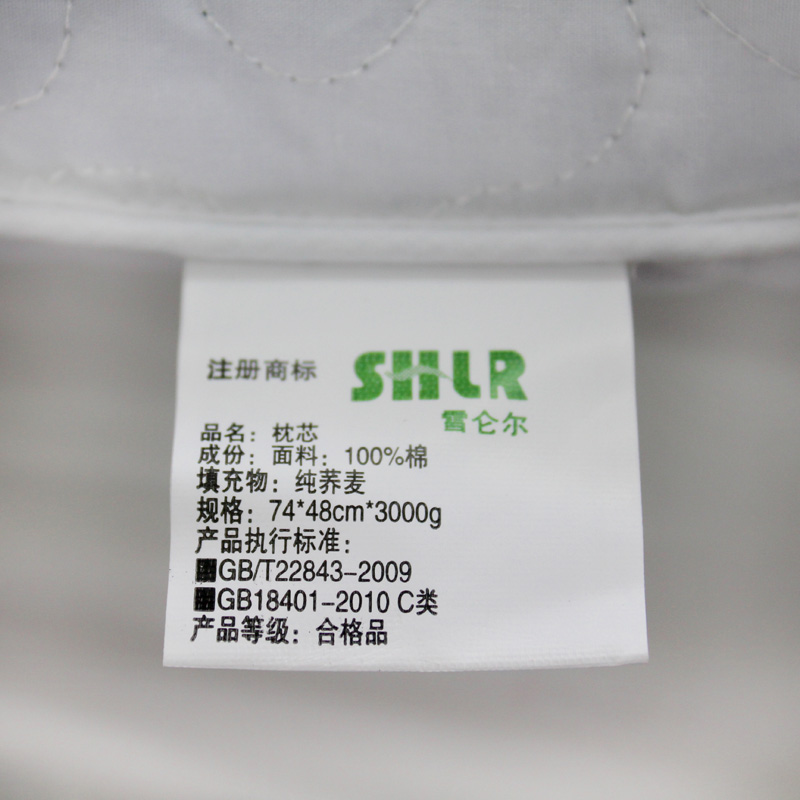 注册商标 SHLR
雪仑尔
品名：枕芯
成份：面料：100%棉
填充物：纯荞麦
规格：74*48cm*3000g
产品执行标准：
GB/T22843-2009
GB18401-2010 C类
产品等级：合格品